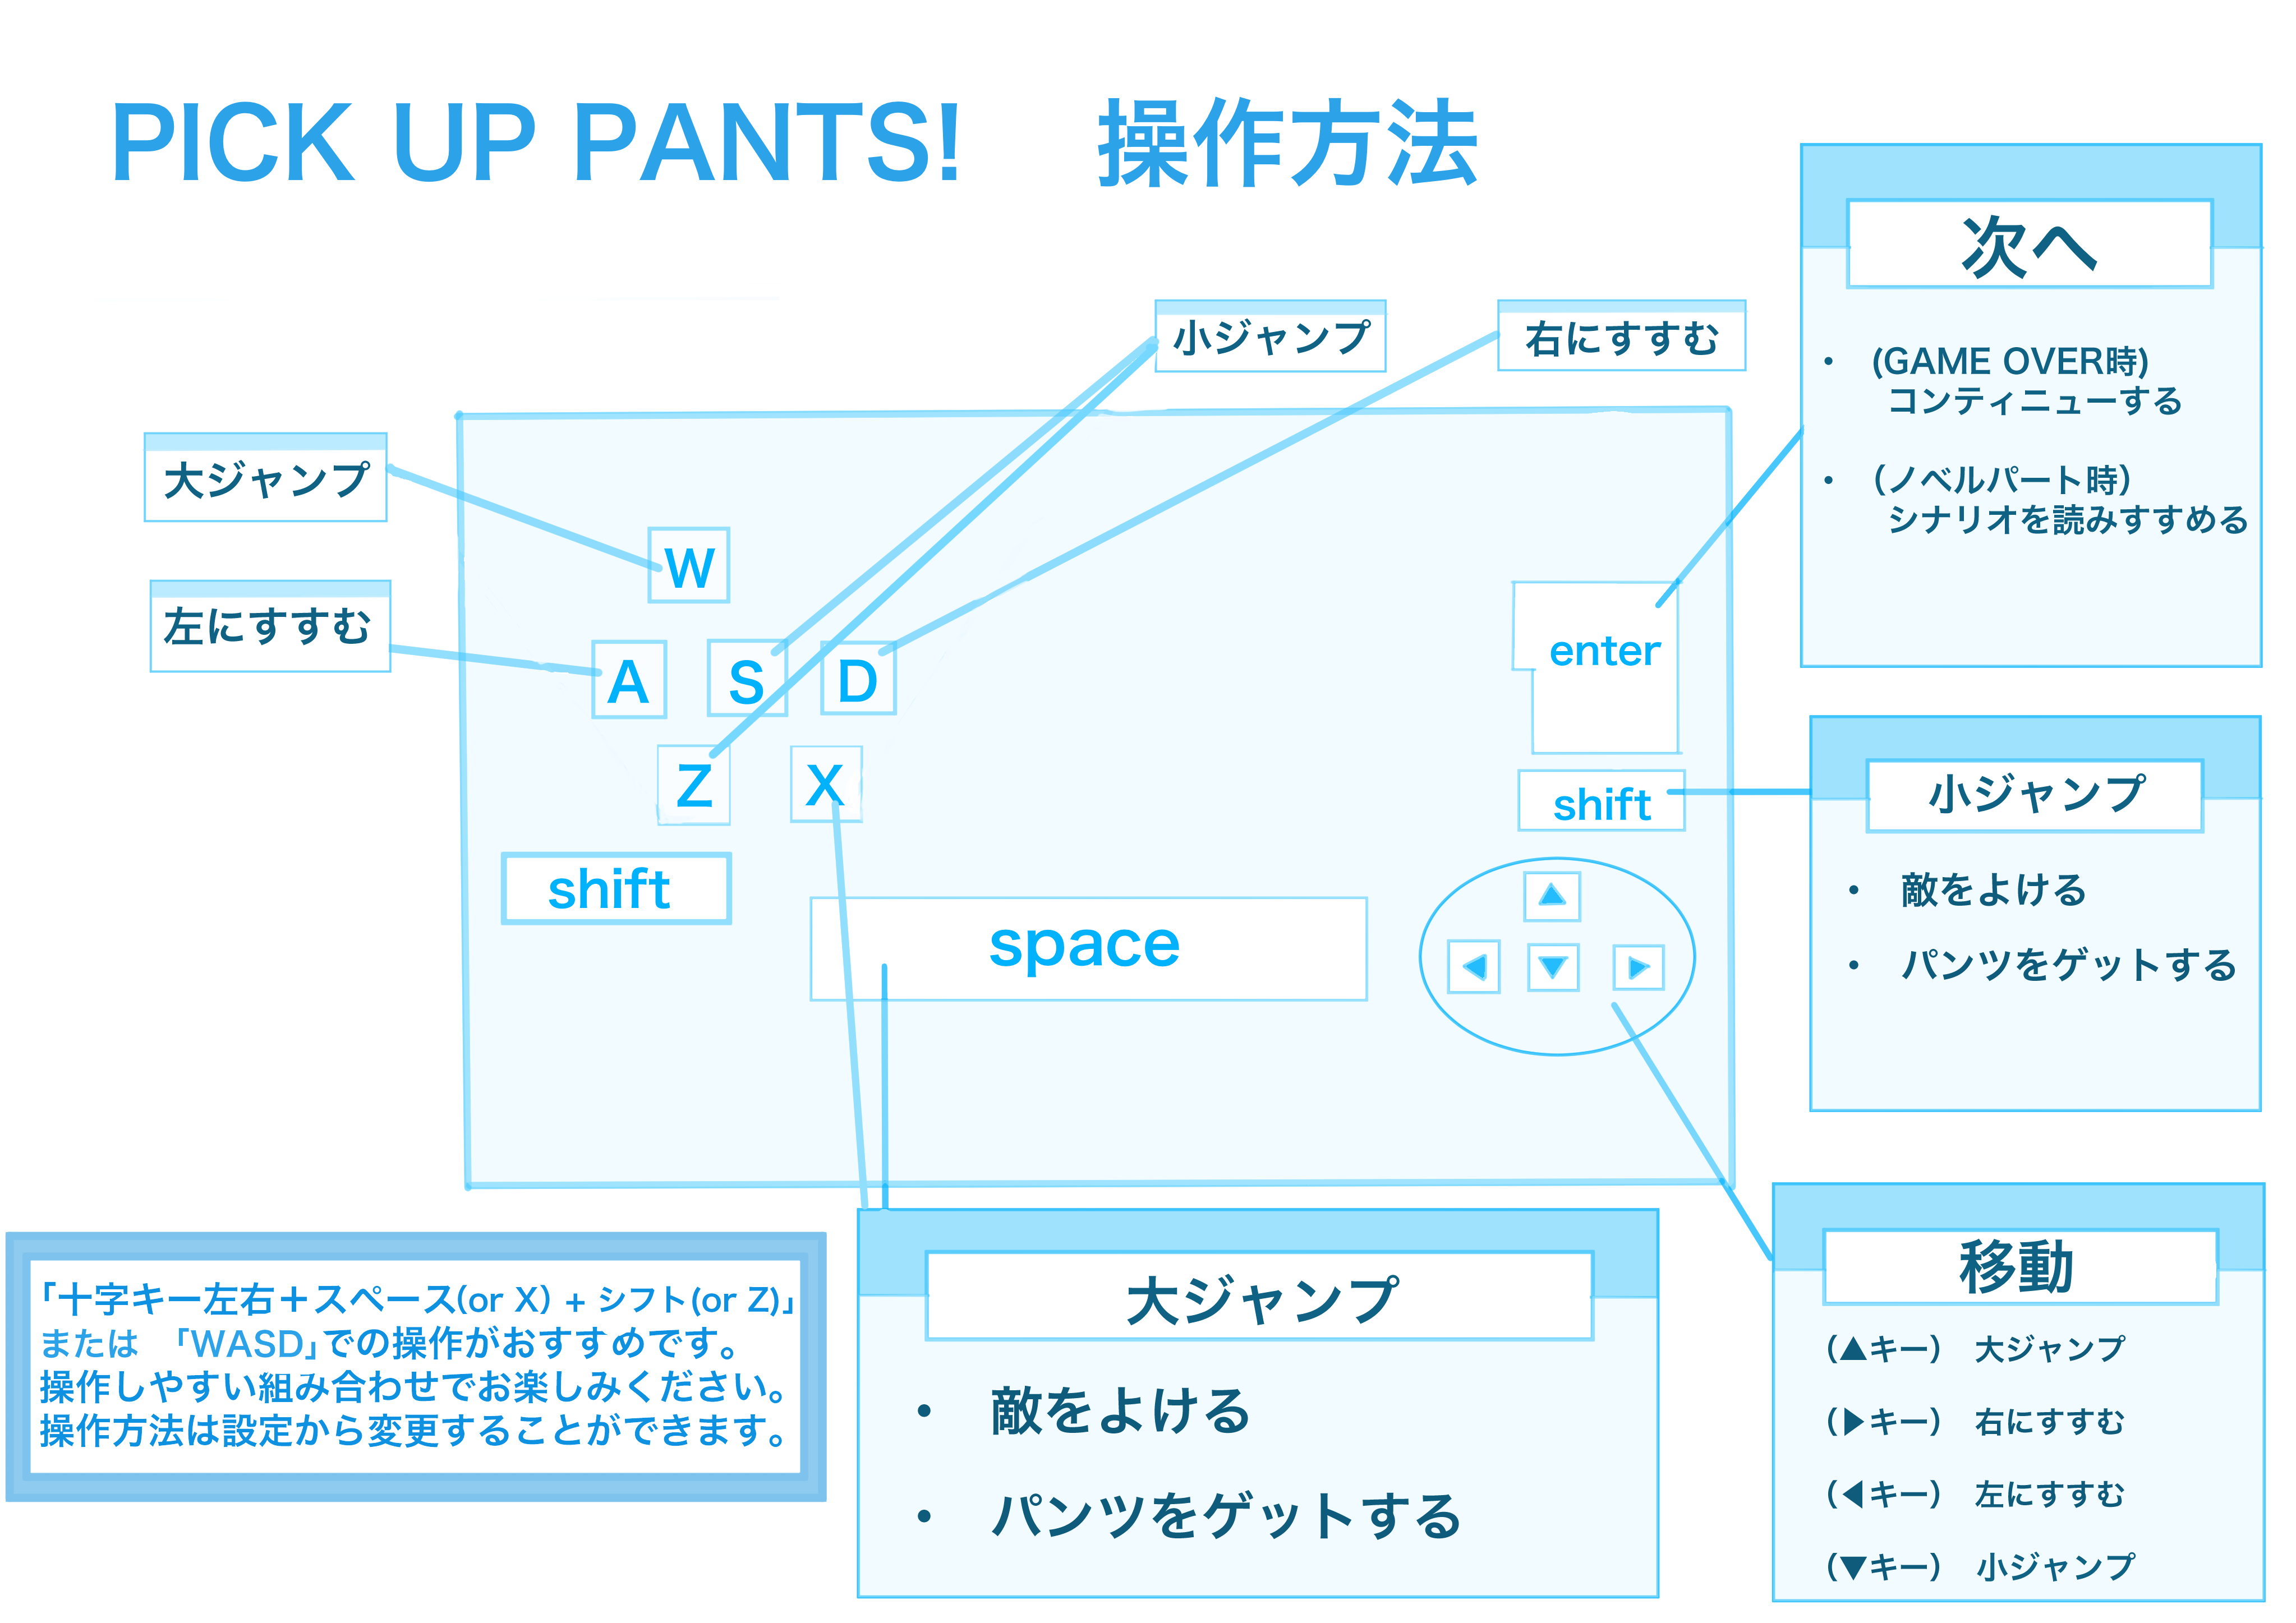 PICK UP PANTS!　操作方法
次へ
・ (GAME OVER時)
コンティニューする
・ (ノベルパート時)
シナリオを読みすすめる
小ジャンプ
右にすすむ
大ジャンプ
左にすすむ
W
A S D
Z X
shift
space
enter
shift
▲
◀ ▼ ▶
小ジャンプ
・ 敵をよける
・ パンツをゲットする
移動
(▲キー) 大ジャンプ
(▶キー) 右にすすむ
(◀キー) 左にすすむ
(▼キー) 小ジャンプ
大ジャンプ
・ 敵をよける
・ パンツをゲットする
「十字キー左右＋スペース(or X) + シフト(or Z)」
または 「WASD」での操作がおすすめです。
操作しやすい組み合わせでお楽しみください。
操作方法は設定から変更することができます。